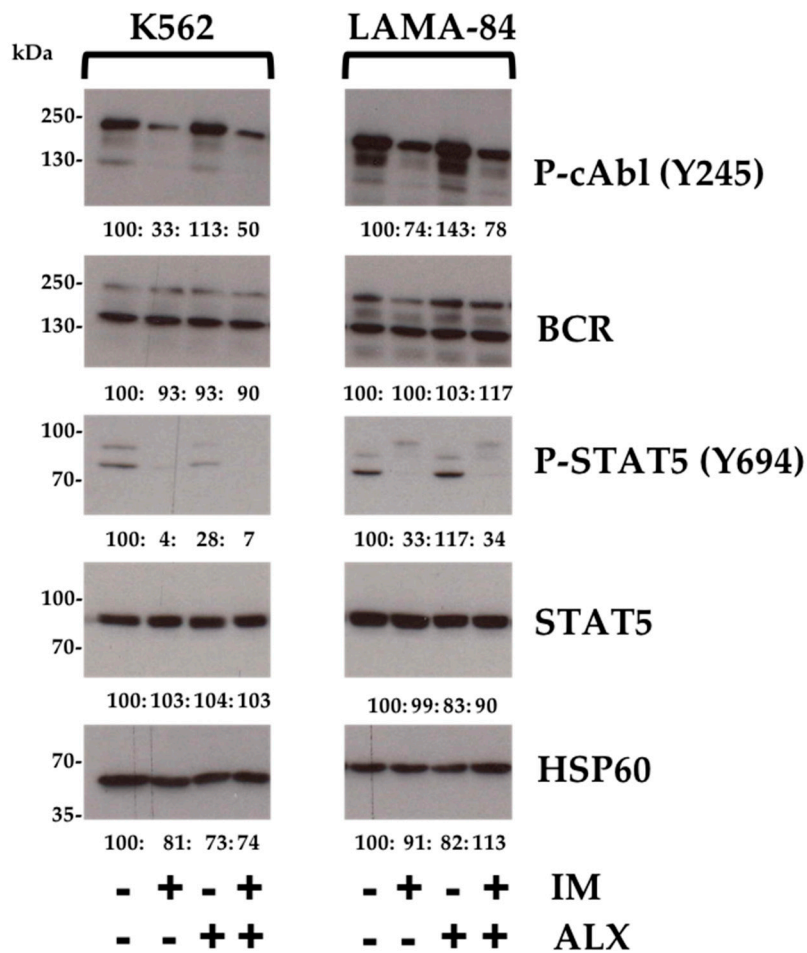 K562 LAMA-84
kDa
250-
130-
P-cAbl (Y245)
100: 33: 113: 50 100: 74: 143: 78
250-
130-
BCR
100: 93: 93: 90 100: 100: 103: 117
100-
70-
P-STAT5 (Y694)
100: 4: 28: 7 100: 33: 117: 34
100-
70-
STAT5
100: 103: 104: 103 100: 99: 83: 90
70-
35-
HSP60
100: 81: 73: 74 100: 91: 82: 113
- + - + - + - + IM
- - + + - - + + ALX